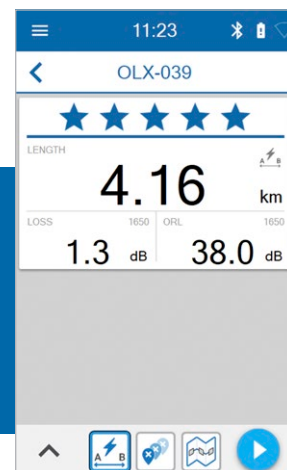 11:23
OLX-039
LENGTH
A B
4.16 km
LOSS 1650 ORL 1650
1.3 dB 38.0 dB
A B